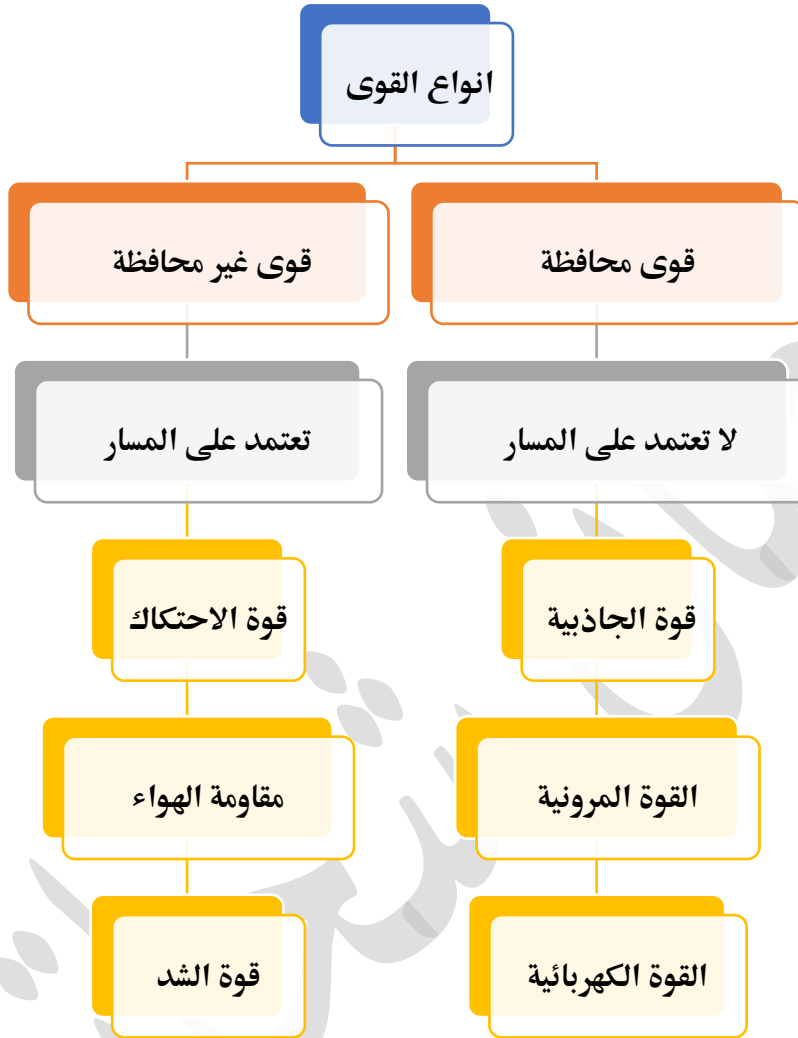 انواع القوى
قوى محافظة
قوى غير محافظة
لا تعتمد على المسار
تعتمد على المسار
قوة الجاذبية
قوة الاحتكاك
القوة المرونية
مقاومة الهواء
القوة الكهربائية
قوة الشد